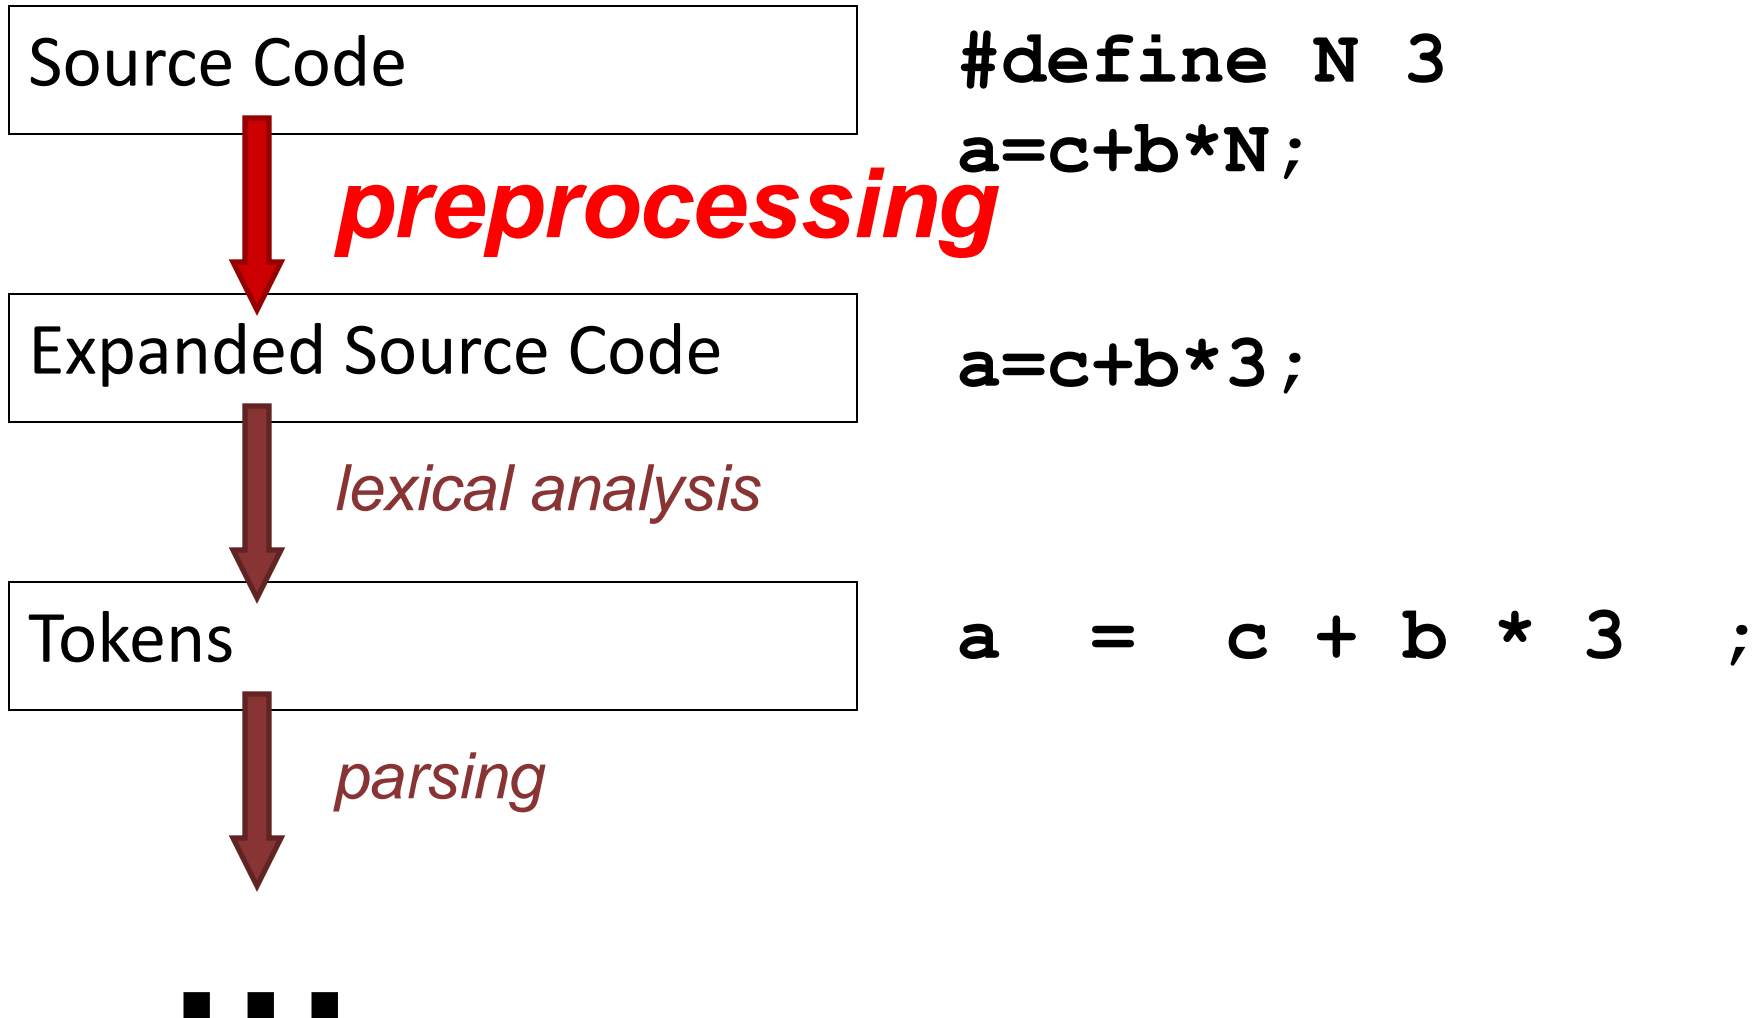 Source Code
#define N 3
a=c+b*N;
preprocessing
Expanded Source Code
a=c+b*3;
lexical analysis
Tokens
a = c + b * 3 ;
parsing
...